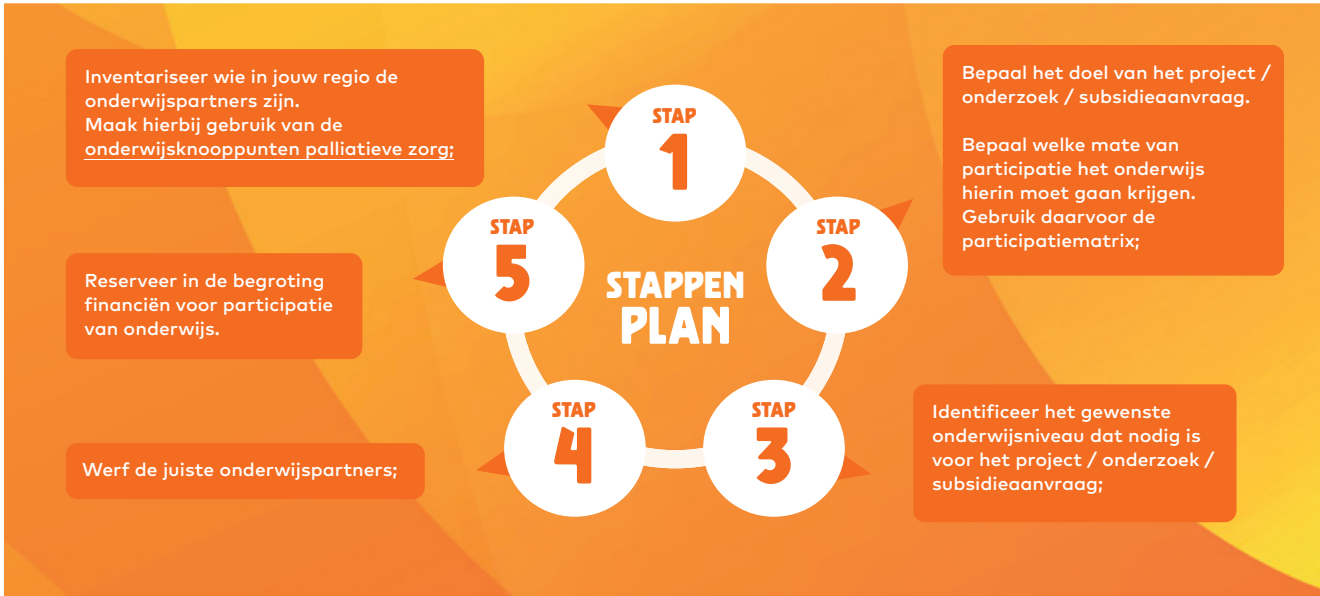 STAPPEN
PLAN
STAP
1
Inventariseer wie in jouw regio de
onderwijspartners zijn.
Maak hierbij gebruik van de
onderwijsknooppunten palliatieve zorg;
STAP
2
Bepaal het doel van het project /
onderzoek / subsidieaanvraag.
Bepaal welke mate van
participatie het onderwijs
hierin moet gaan krijgen.
Gebruik daarvoor de
participatiematrix;
STAP
3
Identificeer het gewenste
onderwijsniveau dat nodig is
voor het project / onderzoek /
subsidieaanvraag;
STAP
4
Werf de juiste onderwijspartners;
STAP
5
Reserveer in de begroting
financiën voor participatie
van onderwijs.